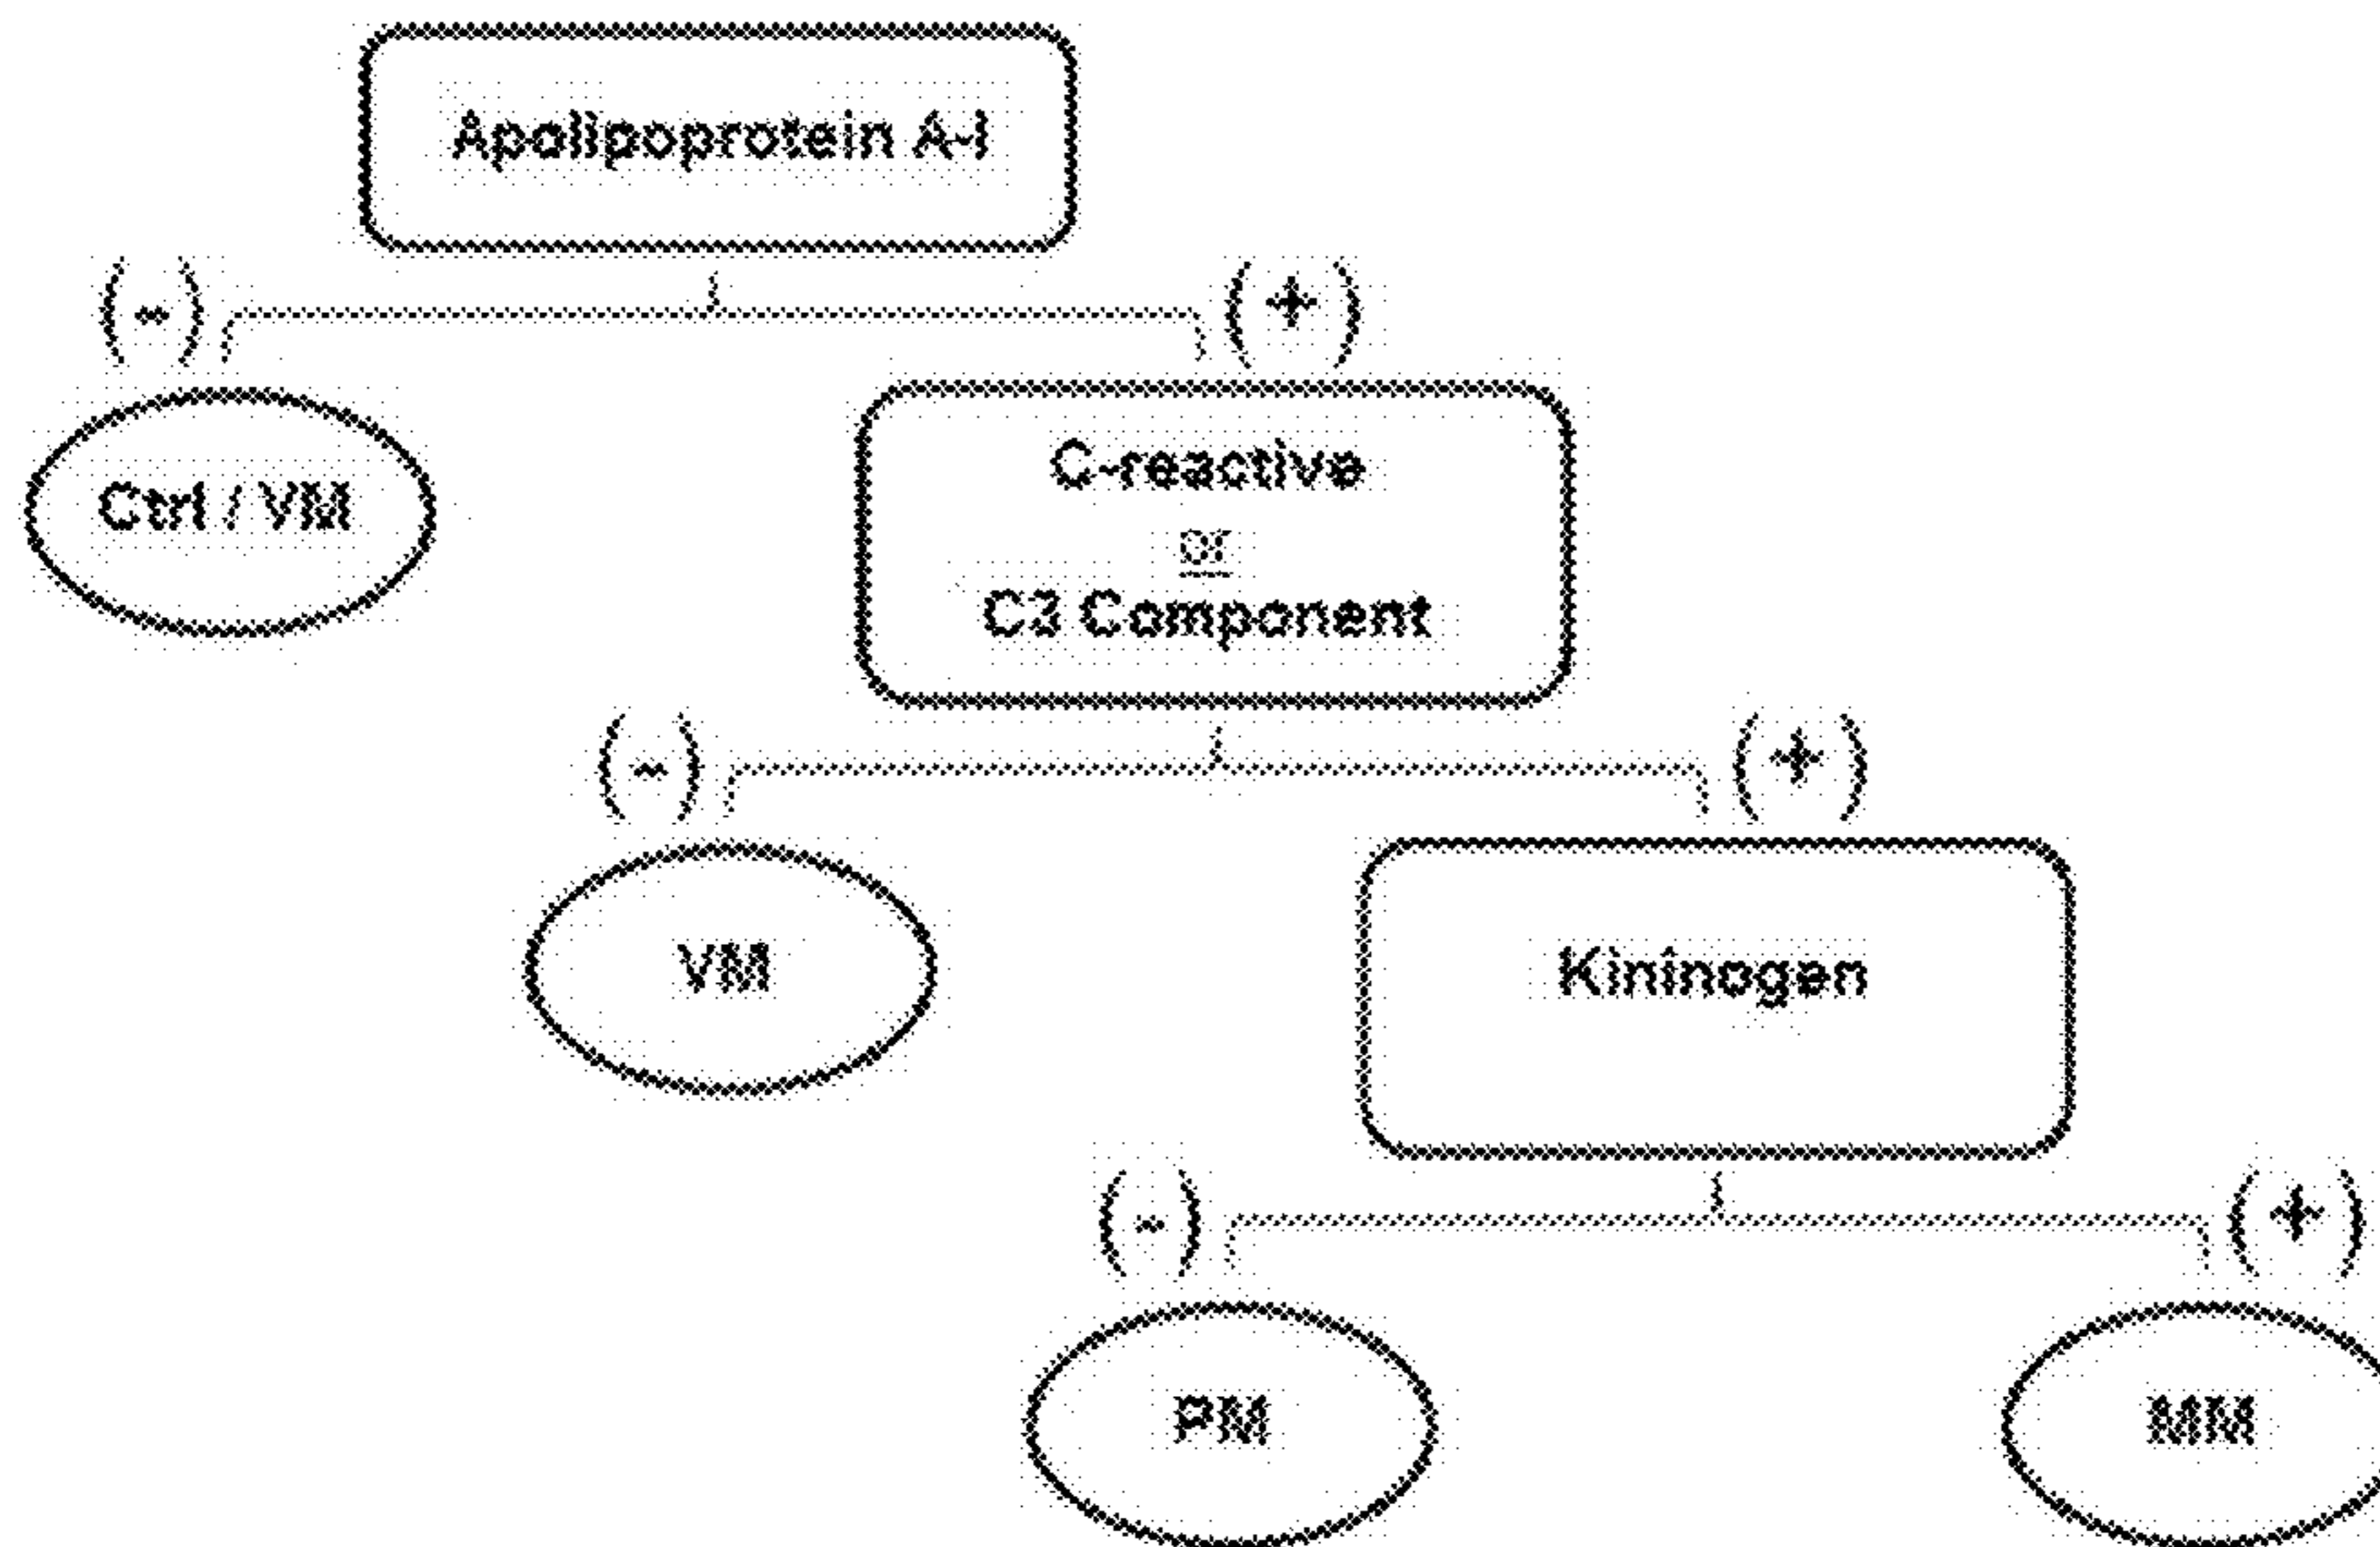 Apolipoprotein A-I
(-)
(+)
Ctrl / VM
C-reactive
or
C3 Component
(-)
(+)
VM
Kininogen
(-)
(+)
PM
MM